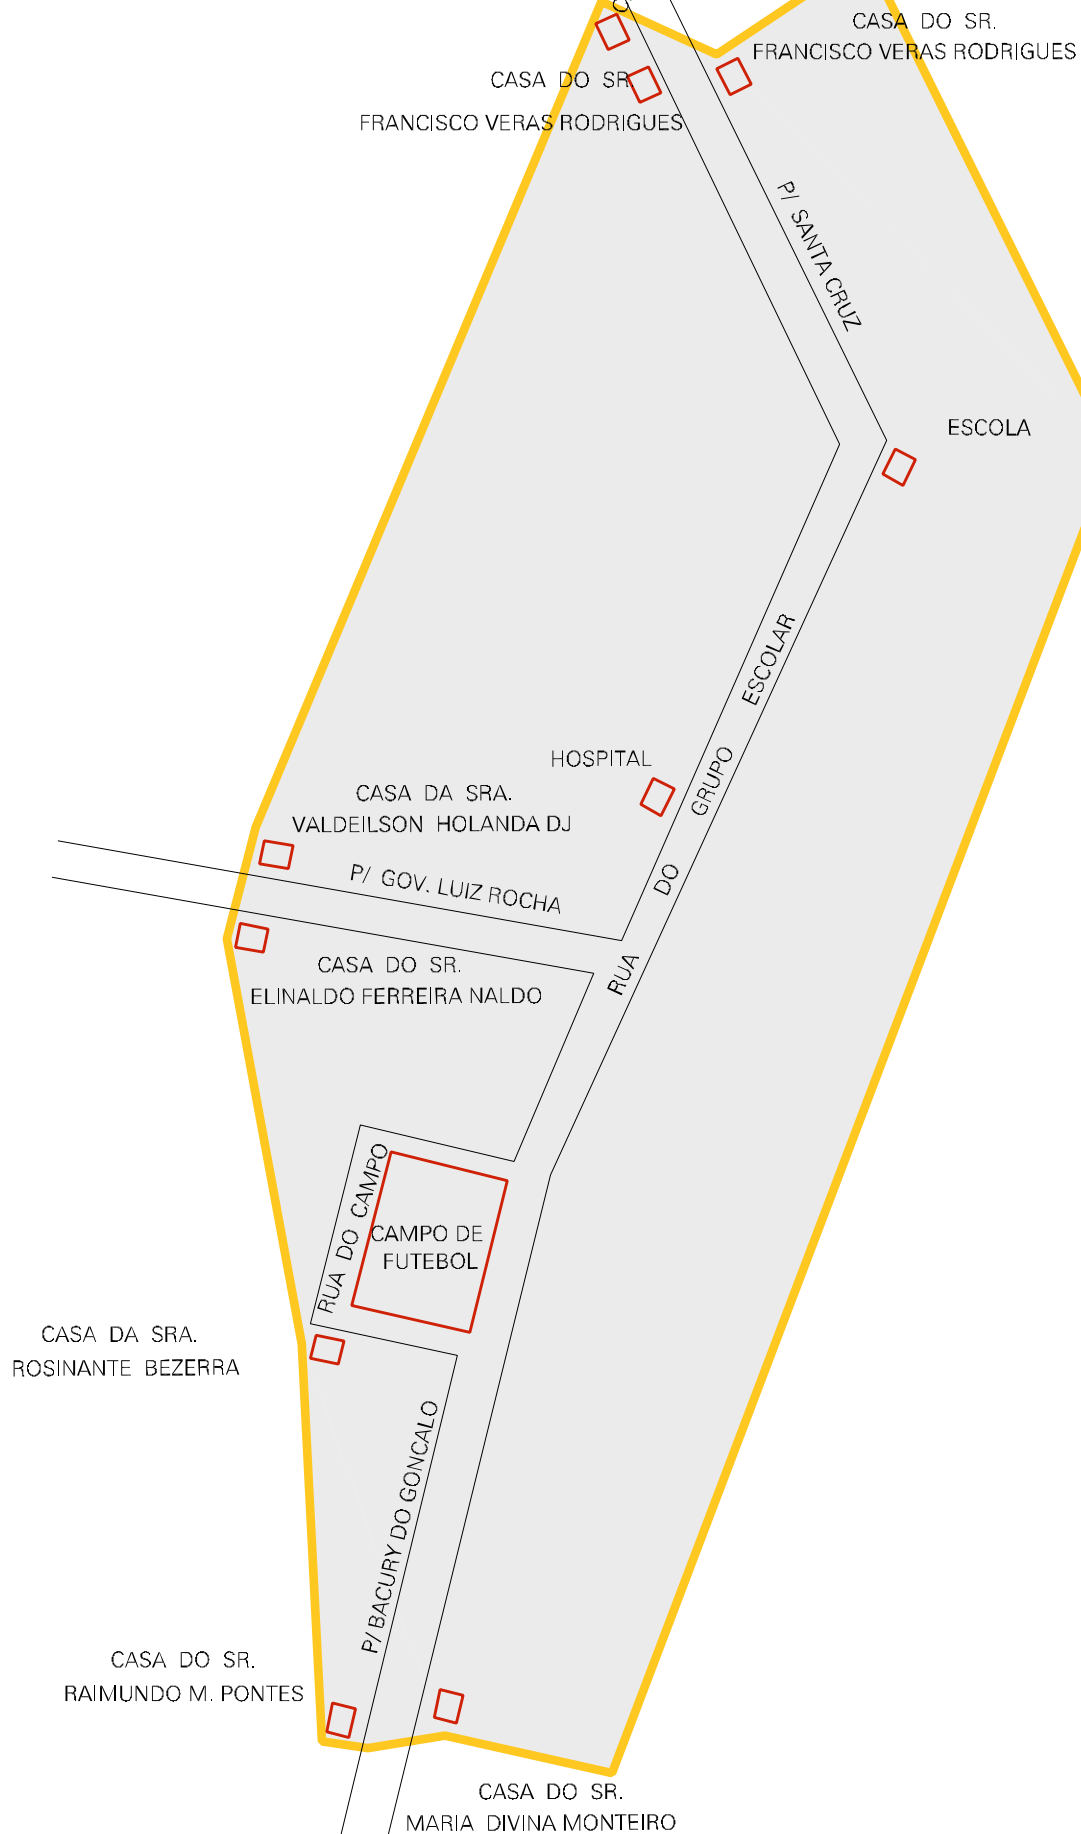 CASA DO SR.
FRANCISCO VERAS RODRIGUES
CASA DO SR.
FRANCISCO VERAS RODRIGUES
P/ SANTA CRUZ
ESCOLA
RUA DO GRUPO ESCOLAR
HOSPITAL
CASA DA SRA.
VALDEILSON HOLANDA DJ
P/ GOV. LUIZ ROCHA
CASA DO SR.
ELINALDO FERREIRA NALDO
RUA DO CAMPO
CAMPO DE
FUTEBOL
CASA DA SRA.
ROSINANTE BEZERRA
P/ BACURY DO GONCALO
CASA DO SR.
RAIMUNDO M. PONTES
CASA DO SR.
MARIA DIVINA MONTEIRO